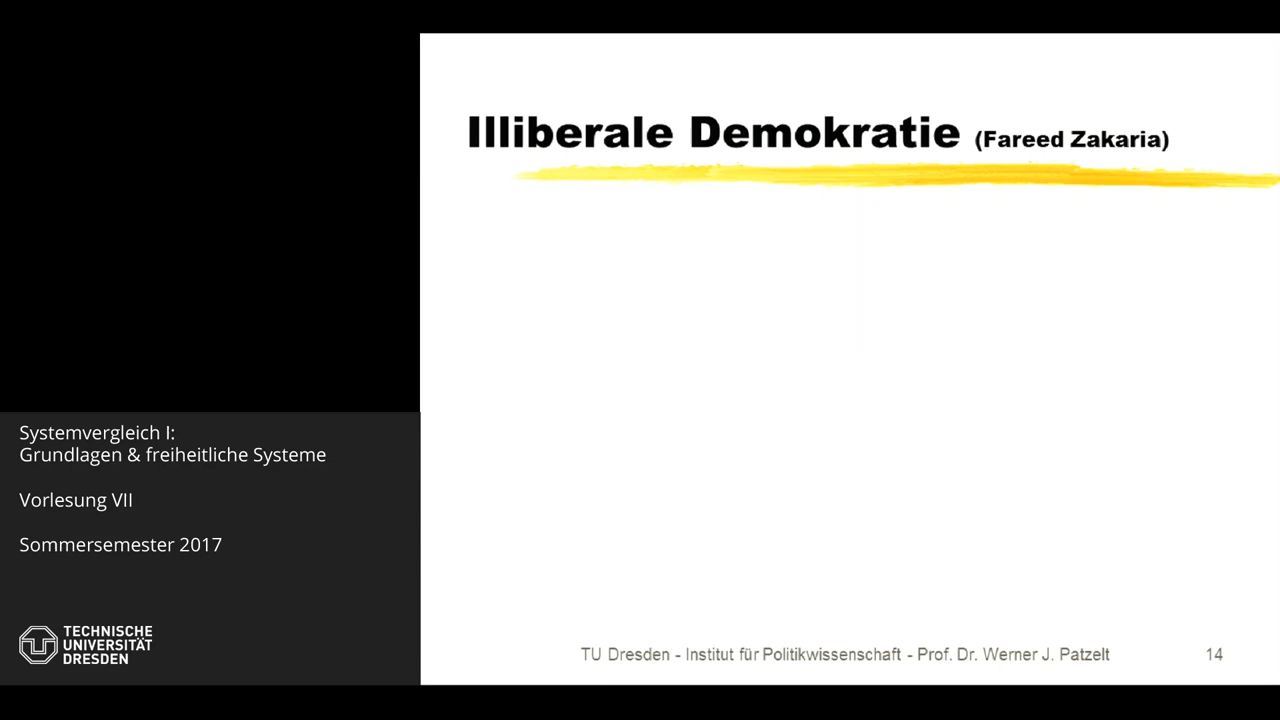 Illiberale Demokratie (Fareed Zakaria)
Systemvergleich I:
Grundlagen & freiheitliche Systeme
Vorlesung VII
Sommersemester 2017
TECHNISCHE
UNIVERSITÄT
DRESDEN
TU Dresden - Institut für Politikwissenschaft - Prof. Dr. Werner J. Patzelt 14